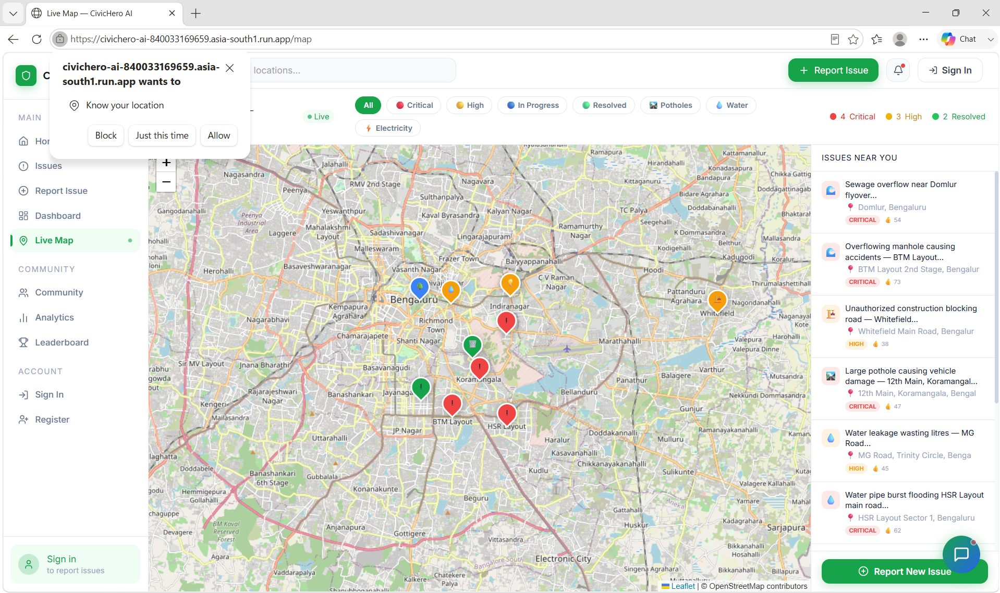 Live Map — CivicHero AI
https://civichero-ai-840033169659.asia-south1.run.app/map
Chat
civichero-ai-840033169659.asia-
south1.run.app wants to
Know your location
Block
Just this time
Allow
locations...
Report Issue
Sign In
Live
All
Critical
High
In Progress
Resolved
Potholes
Water
Electricity
4 Critical
3 High
2 Resolved
MAIN
Issues
Report Issue
Dashboard
Live Map
COMMUNITY
Community
Analytics
Leaderboard
ACCOUNT
Sign In
Register
Sign in
to report issues
+
−
Jalahalli
Nagasandra
RMV 2nd Stage
Nagavara
Peenya
Ramapura
Hirandahalli
Kattamanallur
Konadasapura
Chikka Gattig
Kittaganuru
Bandapura
Doddagattigana
Bidare Agrahara
Doddabanahalli
Sulthanpalya
Gangodanahalli
Peenya
Industrial
Area
Yeswanthpur
Kaval Byrasandra
Kalyan Nagar
TC Palya
Seegehalli
Bhaktara
Laggere
Mahalakshmi
Layout
Sadashivanagar
Lingarajapuram
Ramamurthy
Nagar
K Dommasandra
Belthur
Mallasandra
Malleswaram
Kodigehalli
Frazer Town
Baiyyappanahalli
Kadugodi
Koralur
Basaveshwaranagar
Herohalli
Vasanth Nagar
C V Raman
Nagar
Hoodi
Thirumalashettihal
Pattanduru
Agrahara
Bengaluru
Indiranagar
Nagondanahalli
Whitefield
Kempapura
Agrahara
Nagarbhavi
Richmond
Town
Chamarajapete
Shanti Nagar
Marathahalli
Valepura
Valepura Dinne
Harohalli
Sir MV Layout
Jnana Bharathi
Basavanagudi
Koramangala
Balagere
Varthur
Mutsandra
Panathur
Rajarajeshwari
Nagar
Banashankari
Bellanduru
Nekkundi Dommasandra
Kengeri
Mailasandra
BTM Layout
HSR Layout
Gunjur
JP Nagar
Doddakannalli
Ramanayakanahalli
Uttarahalli
Haralur
Mulluru
Kasavanahalli
Chikkanayakanahalli
Doddabele
Banashankari
6th Stage
Gubbalala
Kudlu
Sulikunte
Valagere Kallahalli
Hemmigepura
Gollahalli
Konanakunte
Beguru
Yamare
Gattahalli
BM Kaval
Reserved
Forest
Anjanapura
Gottigere
Huskur
Kadagrahara
Sarjapura
Devagere
Vittasandra
Bikkanahalli
Hosahalli
Agara
Electronic City
Bangalore South
Singena Agrahara
Bikkanahalli
Billapura
Vaddarapalya
Kalkere
Chatekere
Palya
Leaflet | © OpenStreetMap contributors
ISSUES NEAR YOU
Sewage overflow near Domlur
flyover...
Domlur, Bengaluru
CRITICAL 54
Overflowing manhole causing
accidents — BTM Layout...
BTM Layout 2nd Stage, Bengalur
CRITICAL 73
Unauthorized construction blocking
road — Whitefield...
Whitefield Main Road, Bengalur
HIGH 38
Large pothole causing vehicle
damage — 12th Main, Koramangal...
12th Main, Koramangala, Bengal
CRITICAL 47
Water leakage wasting litres — MG
Road...
MG Road, Trinity Circle, Benga
HIGH 45
Water pipe burst flooding HSR Layout
main road...
HSR Layout Sector 1, Bengaluru
CRITICAL 62
Report New Issue